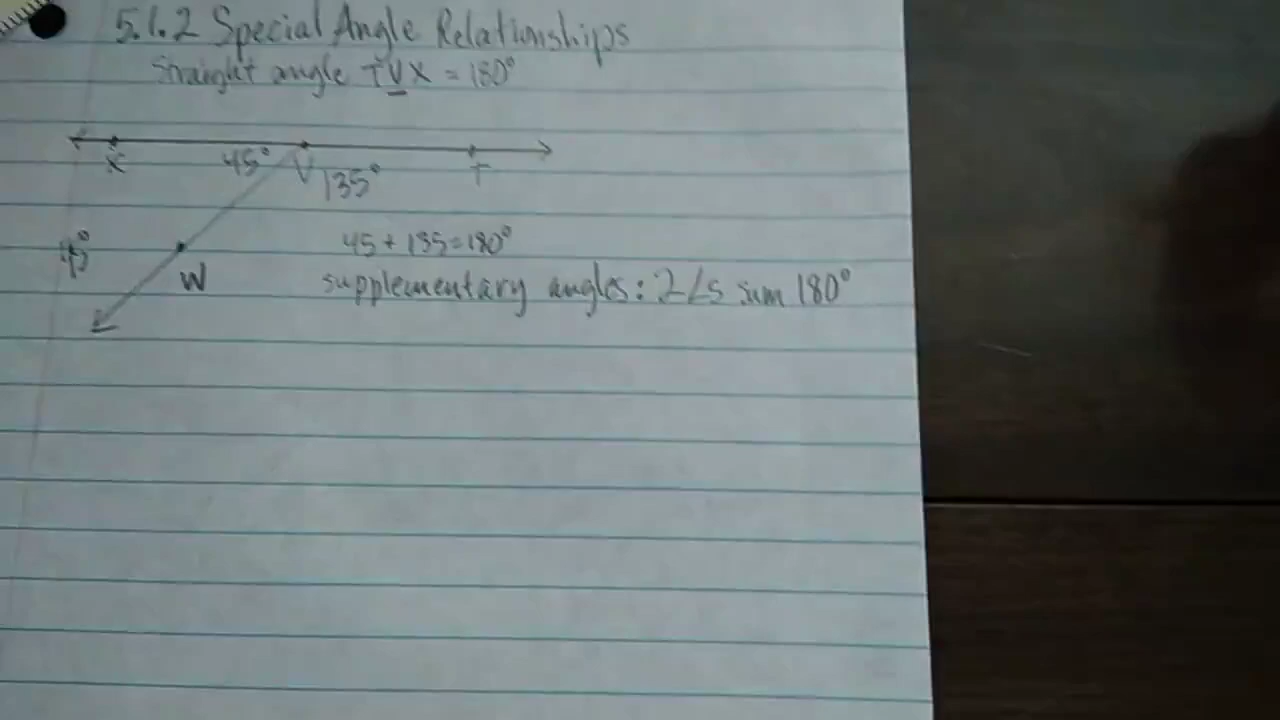 5.1.2 Special Angle Relationships
Straight angle TVX = 180°
X 45° V 135° T
45 + 135=180°
45°
W
supplementary angles: 2∠s sum 180°